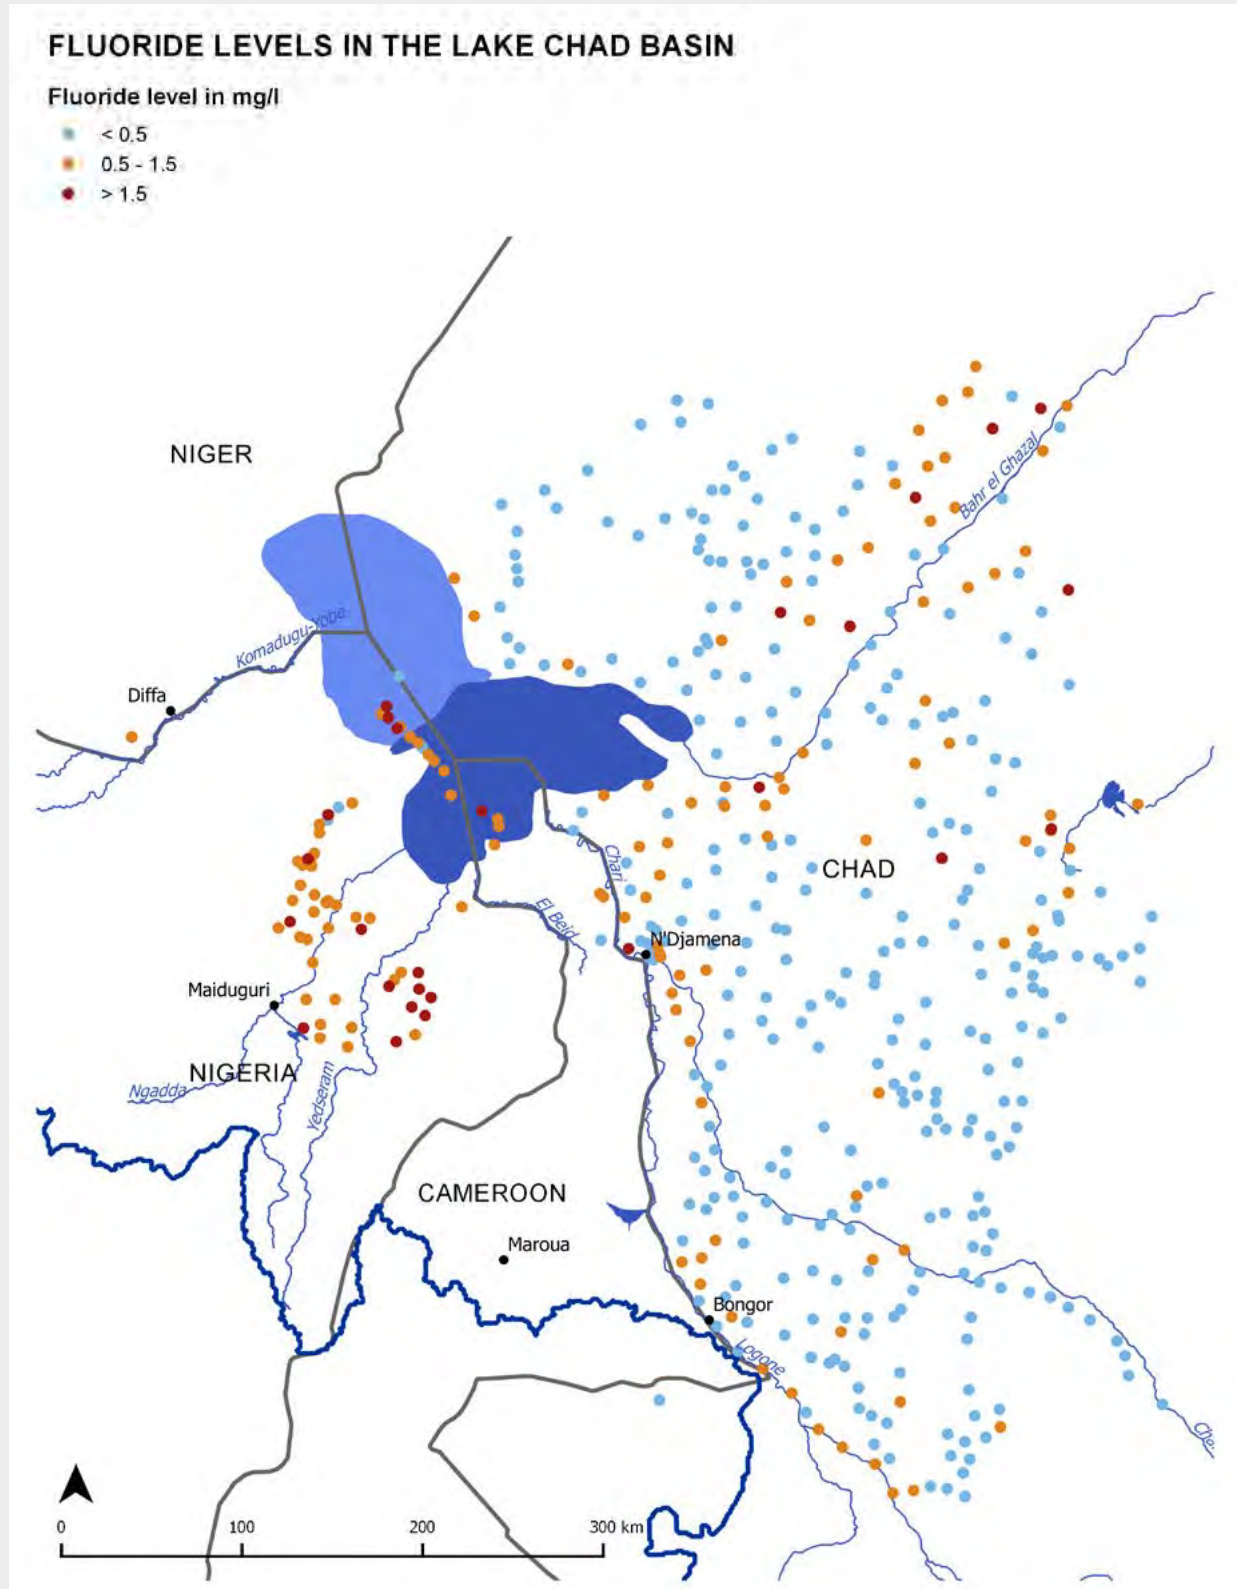 FLUORIDE LEVELS IN THE LAKE CHAD BASIN
Fluoride level in mg/l
< 0.5
0.5 - 1.5
> 1.5
NIGER
Bahr el Ghazal
Komadugu-Yobe
Diffa
CHAD
Chari
El Beid
N'Djamena
Maiduguri
NIGERIA
Ngadda
Yedseram
CAMEROON
Maroua
Bongor
Logone
Cha
0 100 200 300 km